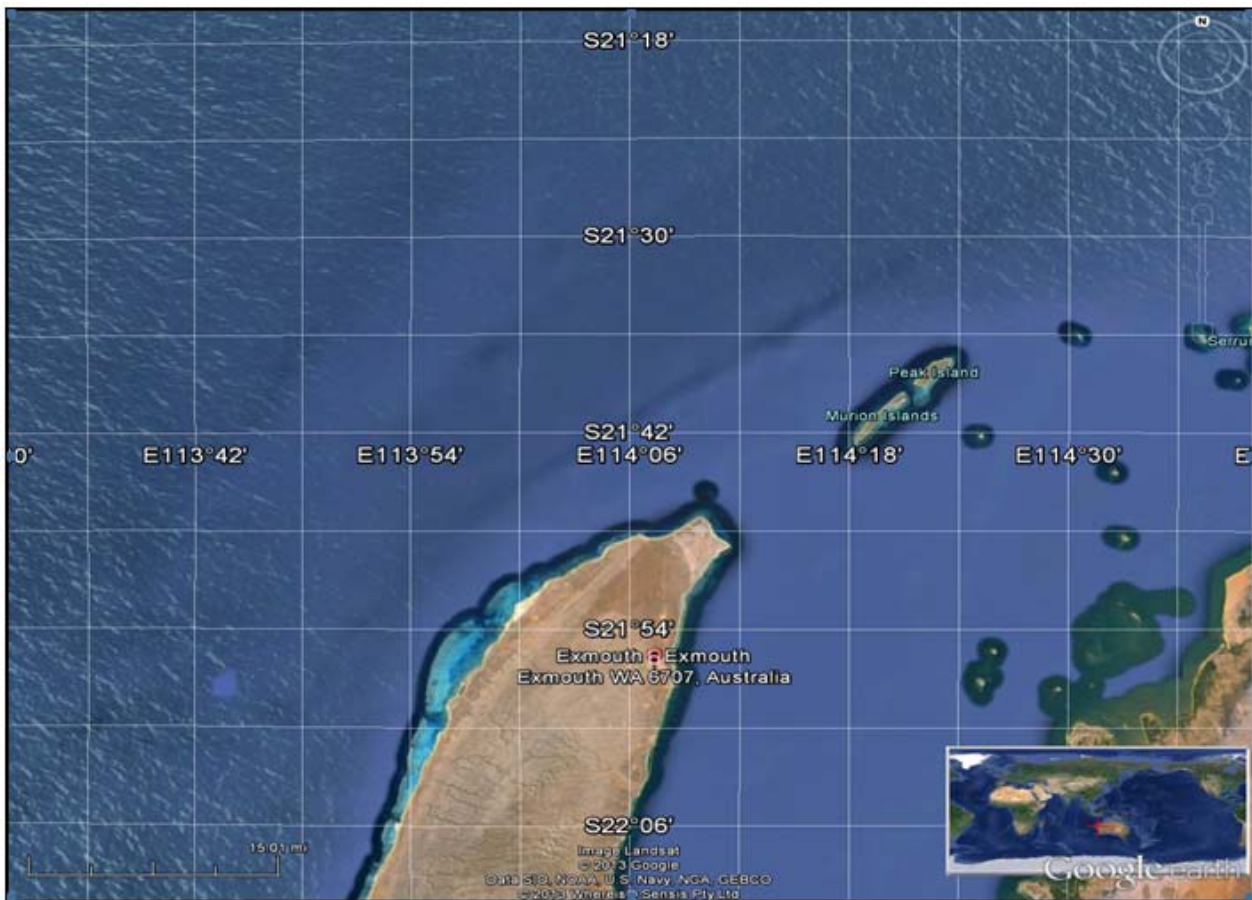 N
S21°18'
S21°30'
Serrur
Peak Island
Murion Islands
S21°42'
0' E113°42' E113°54' E114°06' E114°18' E114°30' E
S21°54'
Exmouth Exmouth
Exmouth WA 6707, Australia
S22°06'
15.01 mi
Image Landsat
© 2013 Google
Data SIO, NOAA, U.S. Navy, NGA, GEBCO
© 2013 Whereis® Sensis Pty Ltd
Google earth